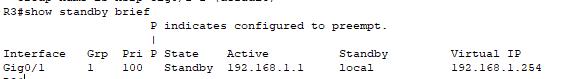 R3#show standby brief
P indicates configured to preempt.
|
Interface Grp Pri P State Active Standby Virtual IP
Gig0/1 1 100 Standby 192.168.1.1 local 192.168.1.254